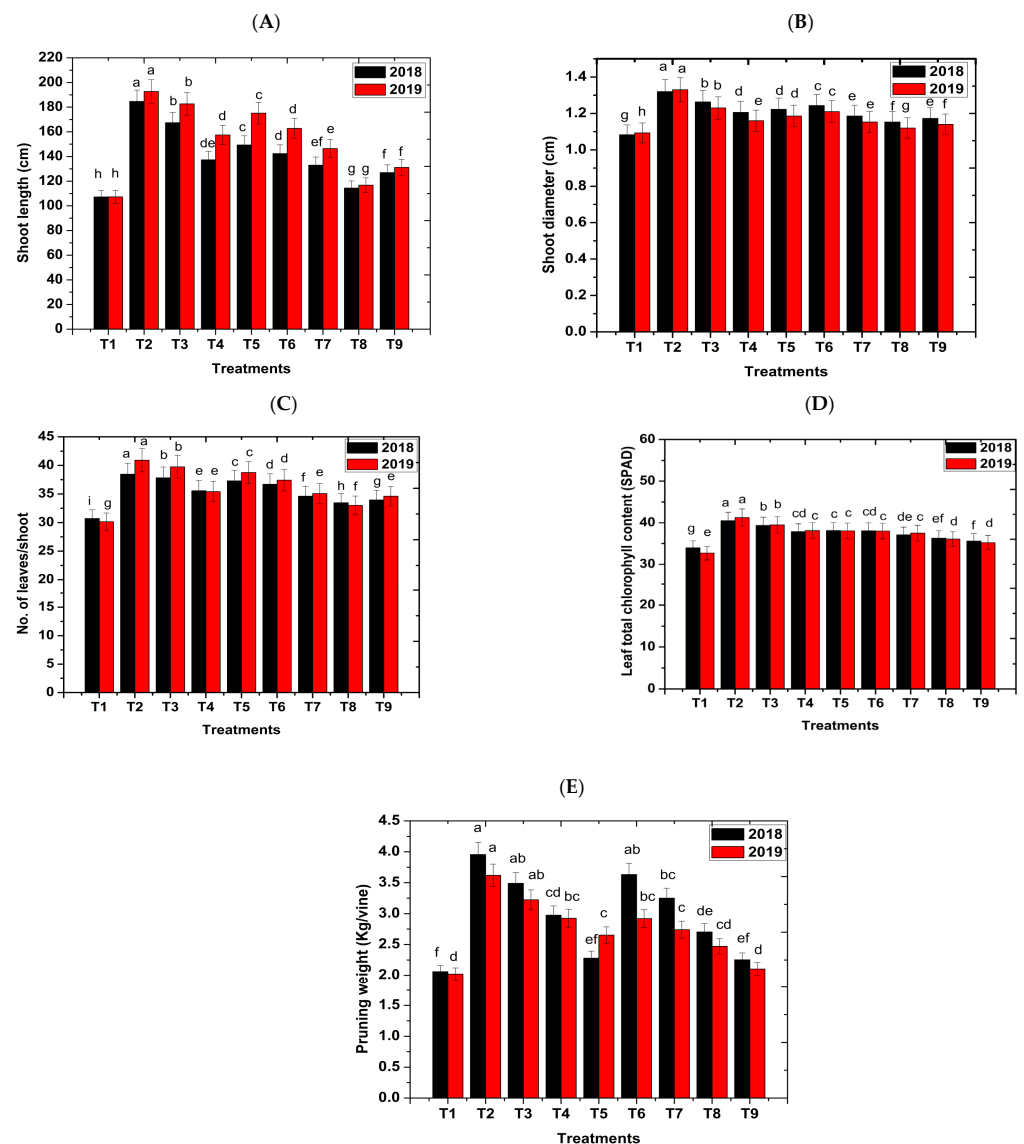 (A)
220
200
180
160
140
120
100
80
60
40
20
0
Shoot length (cm)
2018
2019
h h a a b b de d c c d d ef e g g f f
T1 T2 T3 T4 T5 T6 T7 T8 T9
Treatments
(B)
1.4
1.2
1.0
0.8
0.6
0.4
0.2
0.0
Shoot diameter (cm)
2018
2019
g h a a b b d e d d c c e e f g e f
T1 T2 T3 T4 T5 T6 T7 T8 T9
Treatments
(C)
45
40
35
30
25
20
15
10
5
0
No. of leaves/shoot
2018
2019
i g a a b b e e c c d d f e h f g e
T1 T2 T3 T4 T5 T6 T7 T8 T9
Treatments
(D)
60
50
40
30
20
10
0
Leaf total chlorophyll content (SPAD)
2018
2019
g e a a b b cd c c c cd c de c ef d f d
T1 T2 T3 T4 T5 T6 T7 T8 T9
Treatments
(E)
4.5
4.0
3.5
3.0
2.5
2.0
1.5
1.0
0.5
0.0
Pruning weight (Kg/vine)
2018
2019
f d a a ab ab cd bc ef c ab bc bc c de cd ef d
T1 T2 T3 T4 T5 T6 T7 T8 T9
Treatments